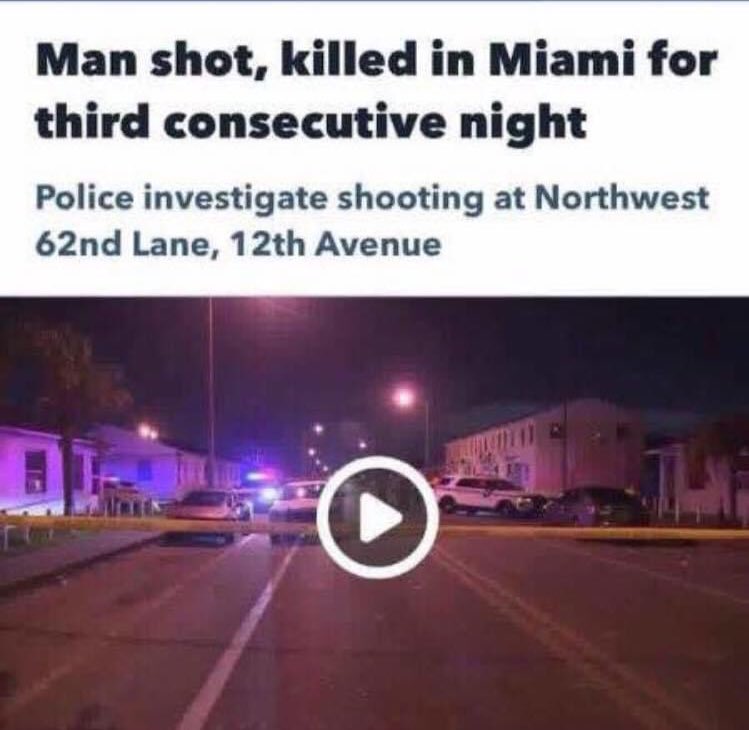 Man shot, killed in Miami for
third consecutive night
Police investigate shooting at Northwest
62nd Lane, 12th Avenue